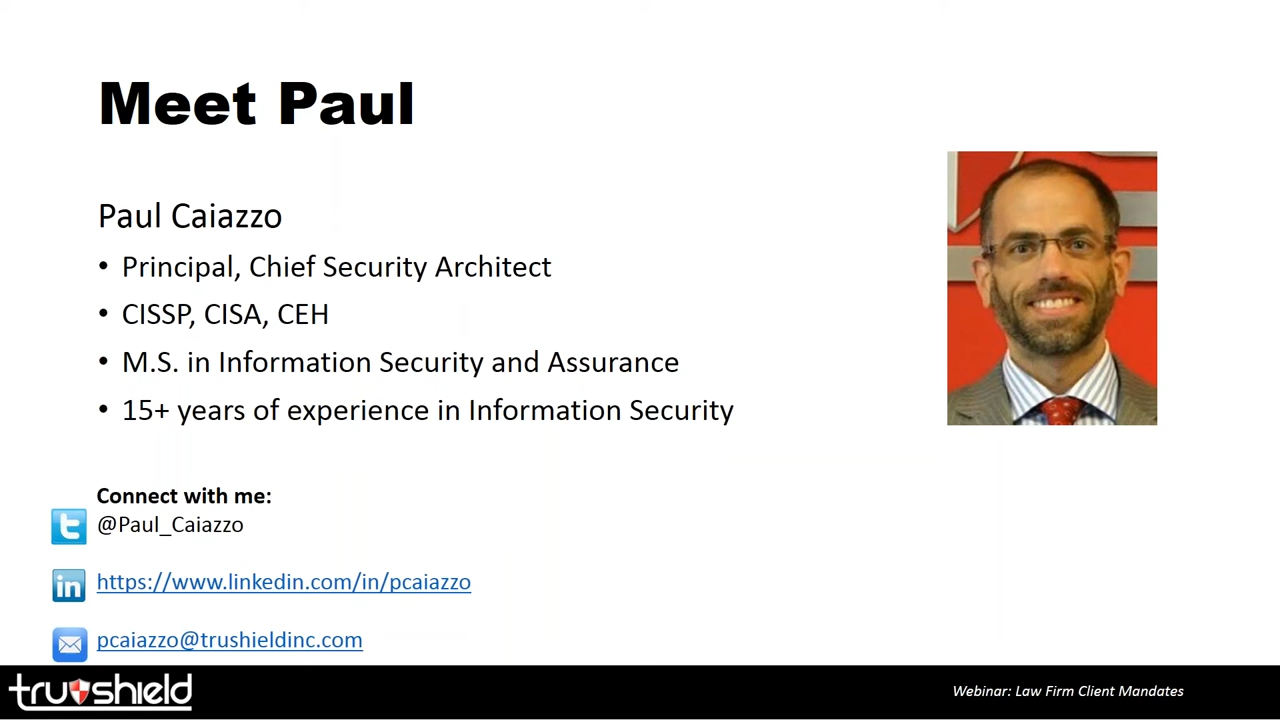 Meet Paul
Paul Caiazzo
• Principal, Chief Security Architect
• CISSP, CISA, CEH
• M.S. in Information Security and Assurance
• 15+ years of experience in Information Security
Connect with me:
@Paul_Caiazzo
https://www.linkedin.com/in/pcaiazzo
pcaiazzo@trushieldinc.com
trushield
Webinar: Law Firm Client Mandates